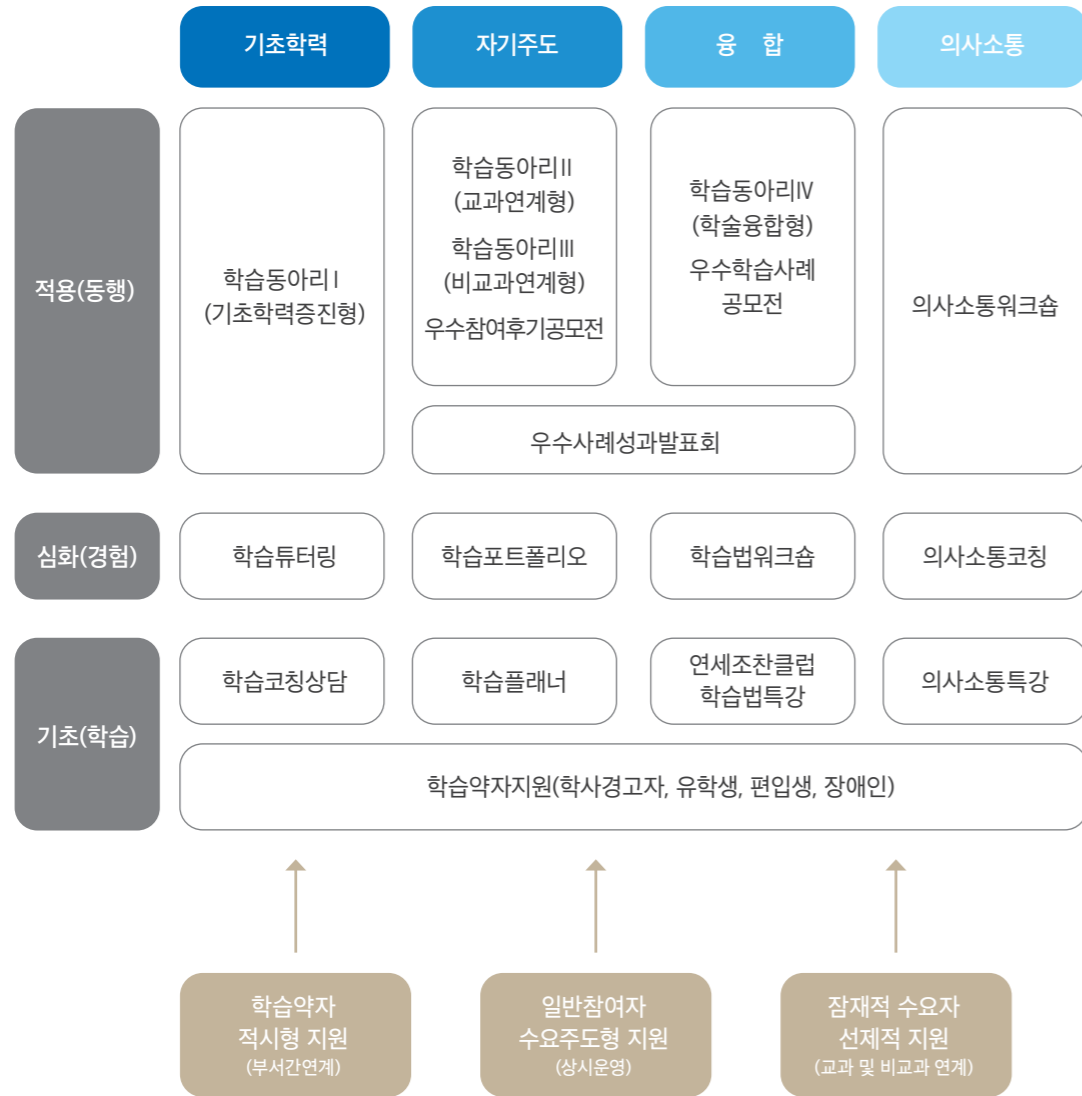 기초학력
자기주도
융 합
의사소통
적용(동행)
학습동아리Ⅰ
(기초학력증진형)
학습동아리Ⅱ
(교과연계형)
학습동아리Ⅲ
(비교과연계형)
우수참여후기공모전
학습동아리Ⅳ
(학술융합형)
우수학습사례
공모전
의사소통워크숍
우수사례성과발표회
심화(경험)
학습튜터링
학습포트폴리오
학습법워크숍
의사소통코칭
기초(학습)
학습코칭상담
학습플래너
연세조찬클럽
학습법특강
의사소통특강
학습약자지원(학사경고자, 유학생, 편입생, 장애인)
학습약자
적시형 지원
(부서간연계)
일반참여자
수요주도형 지원
(상시운영)
잠재적 수요자
선제적 지원
(교과 및 비교과 연계)